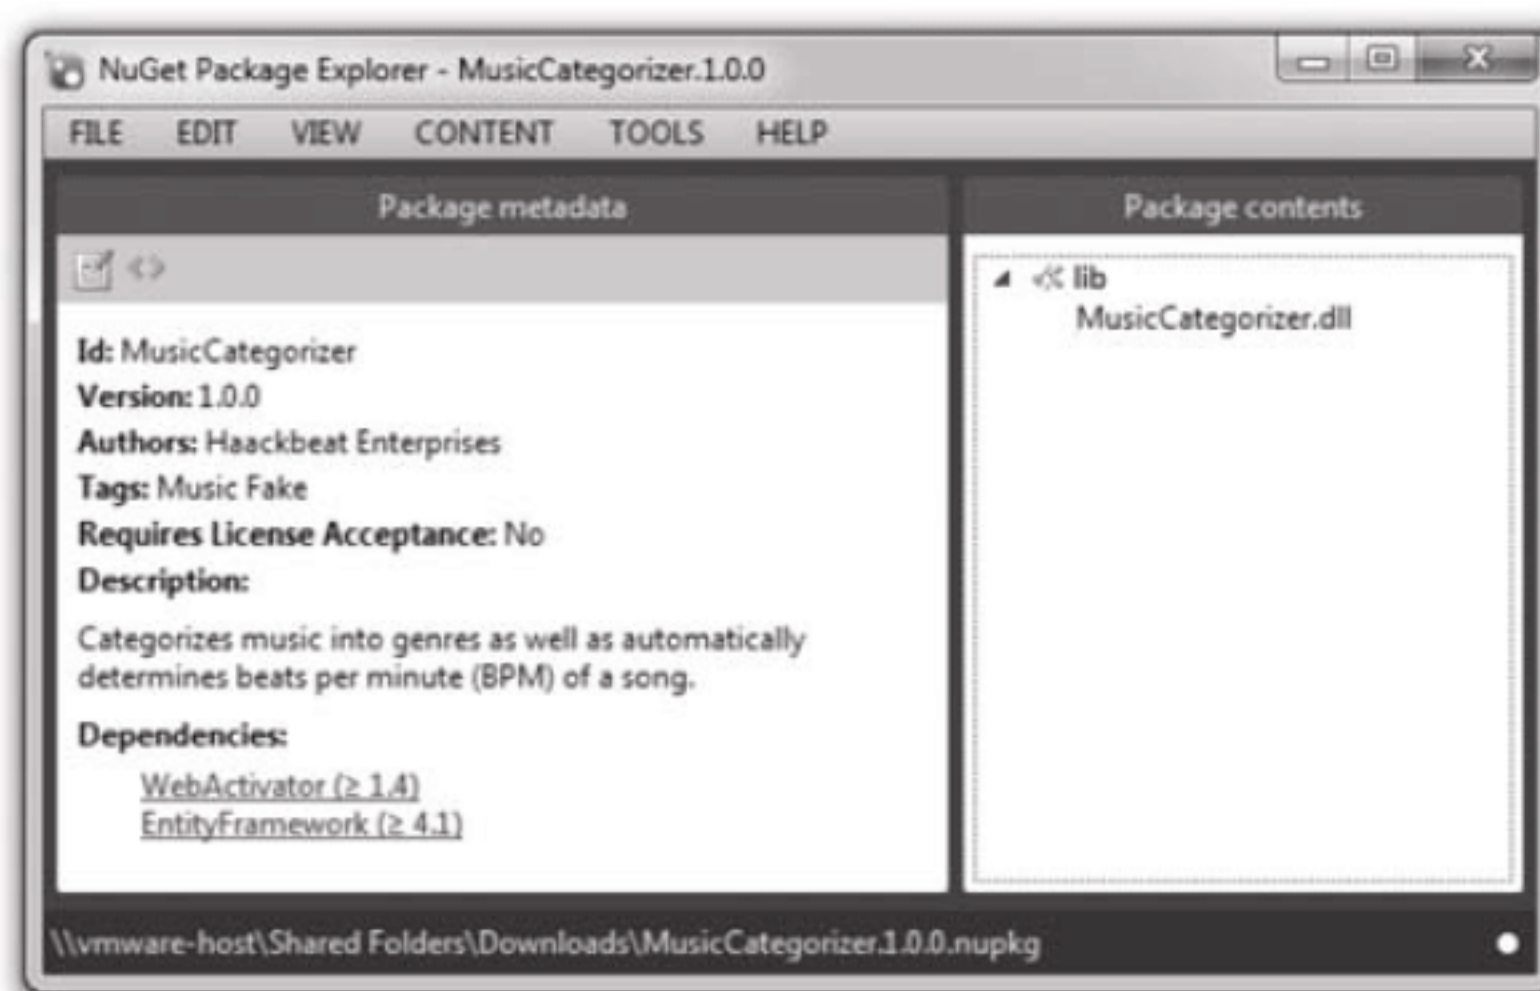 NuGet Package Explorer - MusicCategorizer.1.0.0
FILE EDIT VIEW CONTENT TOOLS HELP
Package metadata
Id: MusicCategorizer
Version: 1.0.0
Authors: Haackbeat Enterprises
Tags: Music Fake
Requires License Acceptance: No
Description:
Categorizes music into genres as well as automatically
determines beats per minute (BPM) of a song.
Dependencies:
WebActivator (≥ 1.4)
EntityFramework (≥ 4.1)
Package contents
lib
MusicCategorizer.dll
\\vmware-host\Shared Folders\Downloads\MusicCategorizer.1.0.0.nupkg